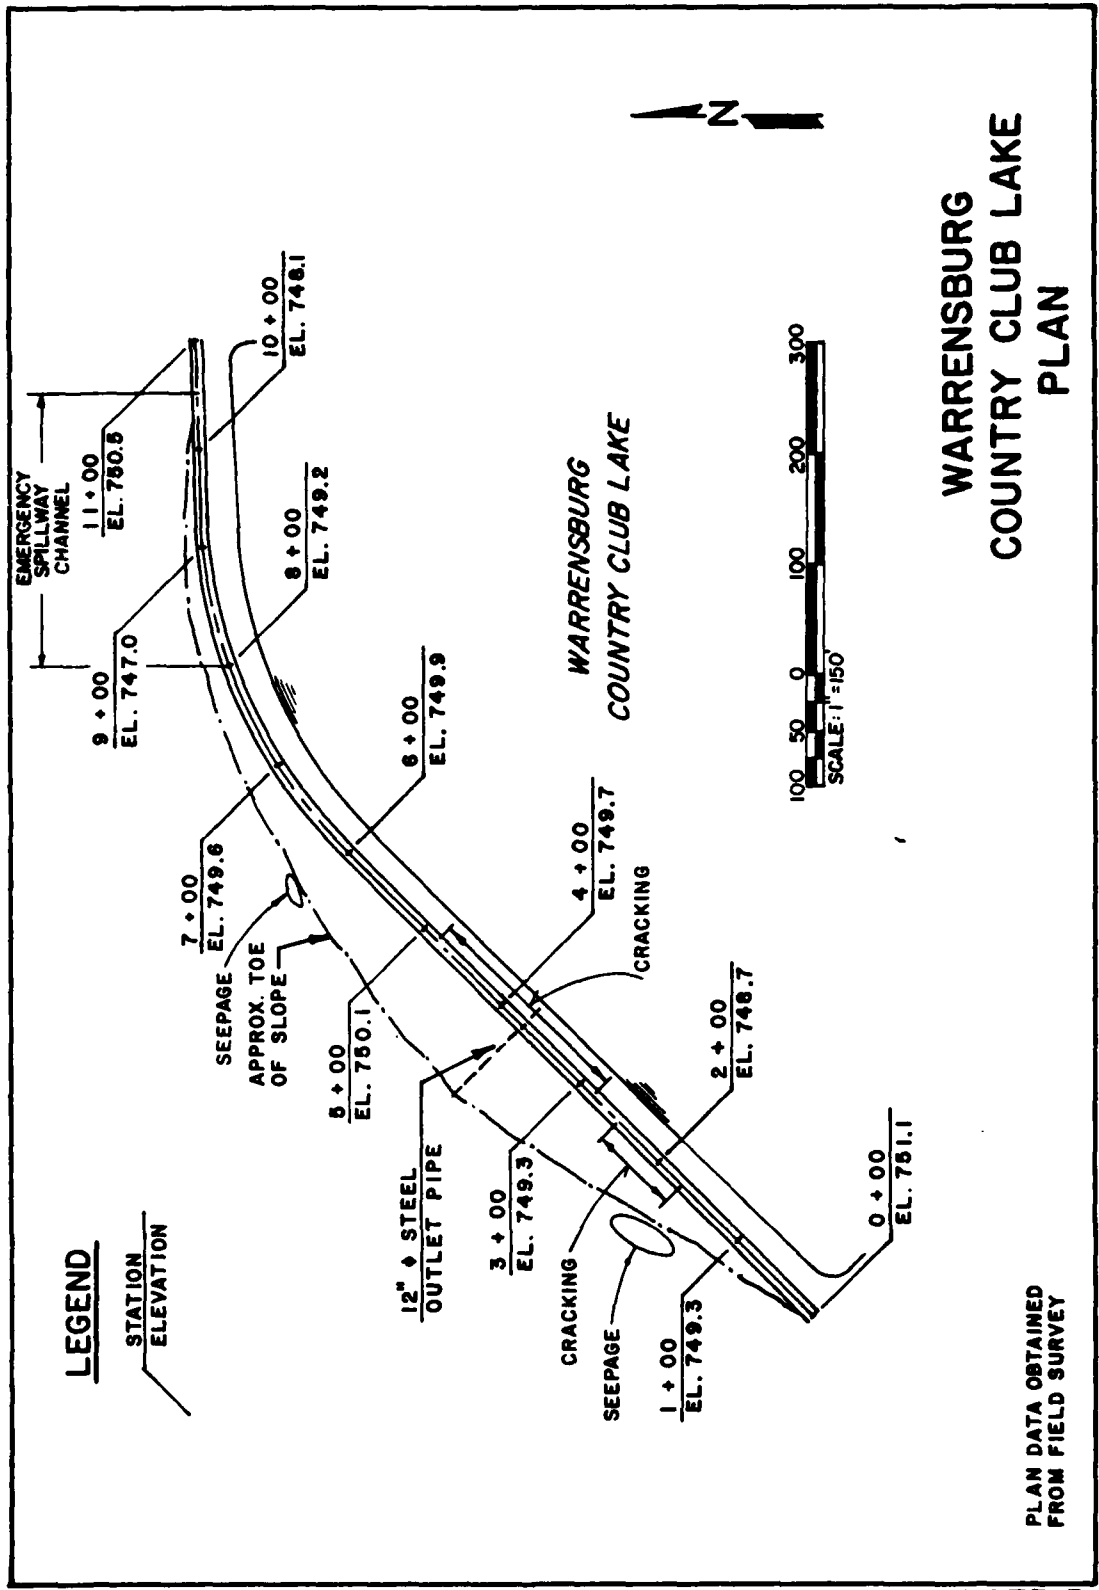 LEGEND
STATION
ELEVATION
EMERGENCY
SPILLWAY
CHANNEL
11 + 00
EL. 750.5
9 + 00
EL. 747.0
10 + 00
EL. 748.1
8 + 00
EL. 749.2
7 + 00
EL. 749.6
6 + 00
EL. 749.9
SEEPAGE
APPROX. TOE
OF SLOPE
5 + 00
EL. 750.1
4 + 00
EL. 749.7
CRACKING
12" ϕ STEEL
OUTLET PIPE
3 + 00
EL. 749.3
2 + 00
EL. 748.7
CRACKING
SEEPAGE
1 + 00
EL. 749.3
0 + 00
EL. 751.1
WARRENSBURG
COUNTRY CLUB LAKE
N
100 50 0 100 200 300
SCALE: 1"=150'
PLAN DATA OBTAINED
FROM FIELD SURVEY
WARRENSBURG
COUNTRY CLUB LAKE
PLAN